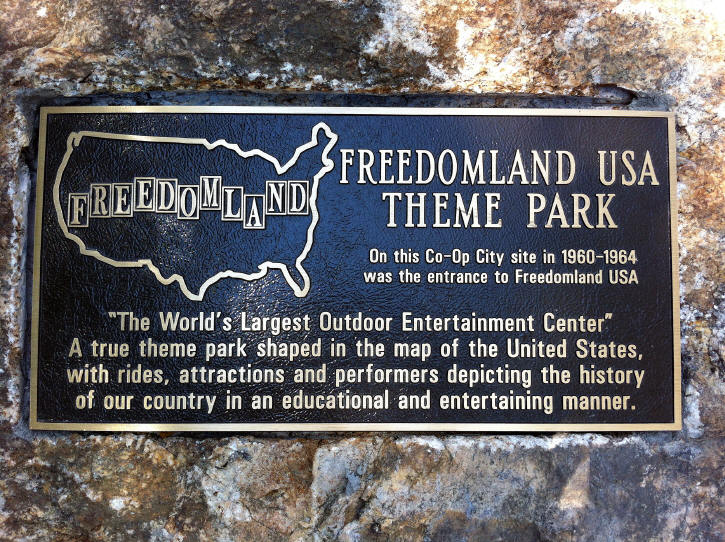 FREEDOMLAND
FREEDOMLAND USA
THEME PARK
On this Co-Op City site in 1960-1964
was the entrance to Freedomland USA
"The World's Largest Outdoor Entertainment Center"
A true theme park shaped in the map of the United States,
with rides, attractions and performers depicting the history
of our country in an educational and entertaining manner.